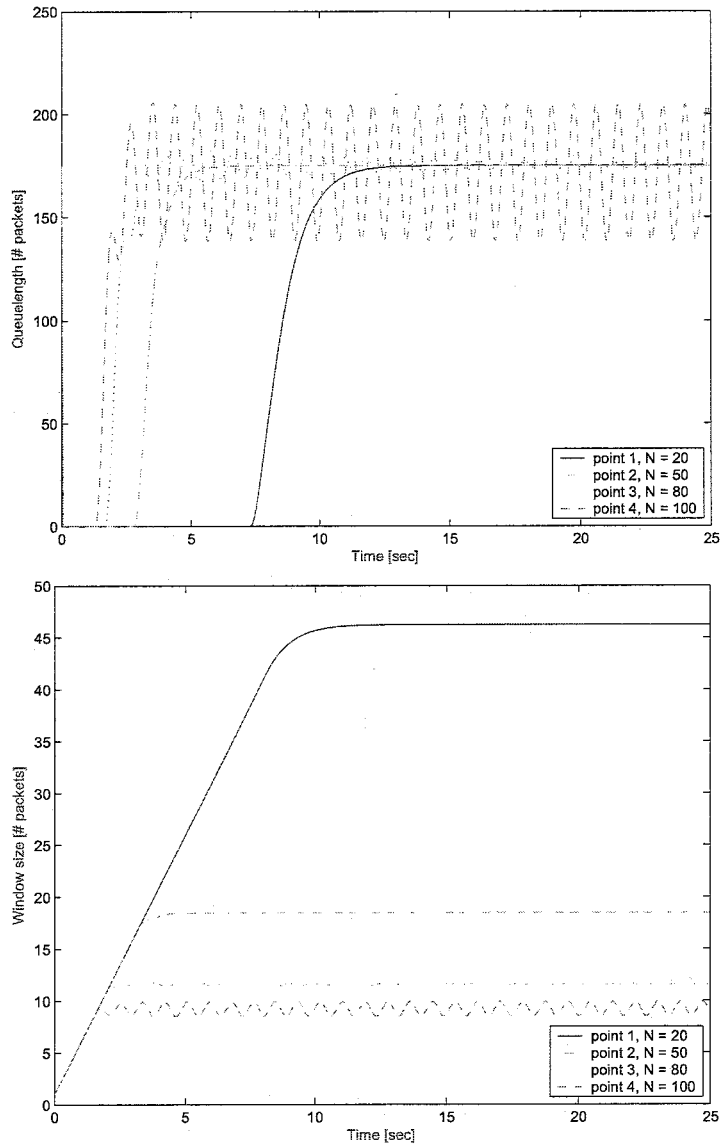 250
200
150
100
50
0
Queuelength [# packets]
0 5 10 15 20 25
Time [sec]
point 1, N = 20
point 2, N = 50
point 3, N = 80
point 4, N = 100
50
45
40
35
30
25
20
15
10
5
0
Window size [# packets]
0 5 10 15 20 25
Time [sec]
point 1, N = 20
point 2, N = 50
point 3, N = 80
point 4, N = 100